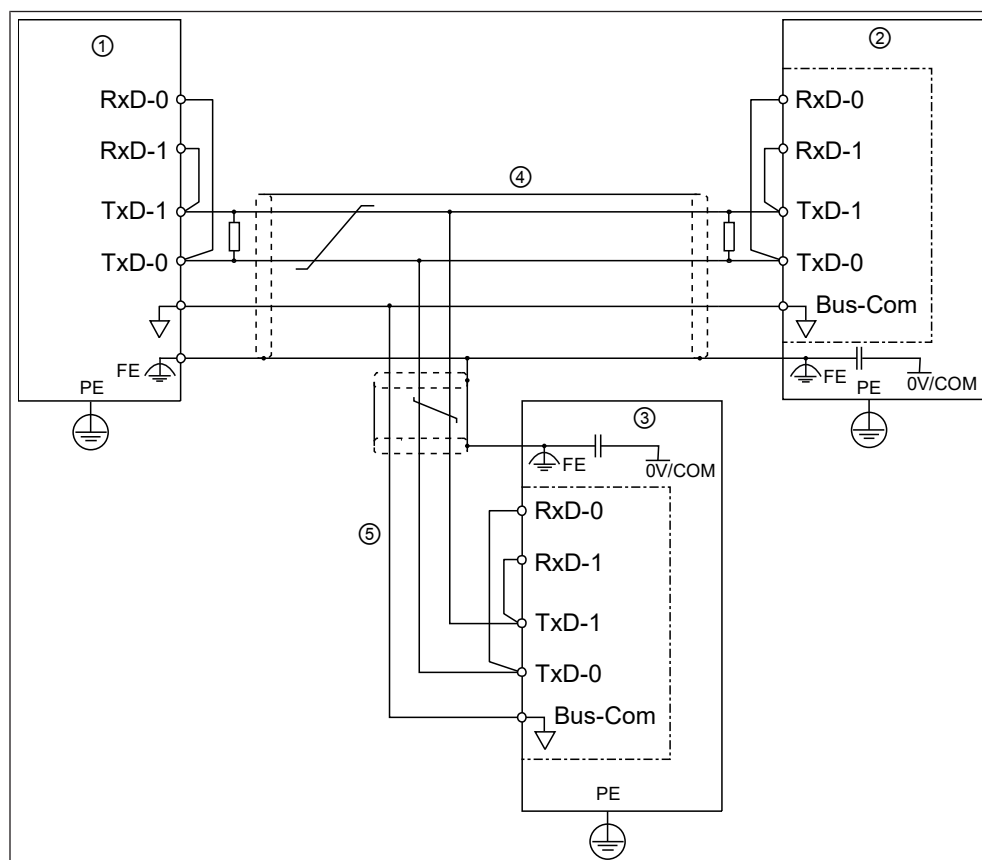 ①
RxD-0
RxD-1
TxD-1
TxD-0
FE
PE
④
②
RxD-0
RxD-1
TxD-1
TxD-0
Bus-Com
FE
0V/COM
PE
⑤
③
FE
0V/COM
RxD-0
RxD-1
TxD-1
TxD-0
Bus-Com
PE